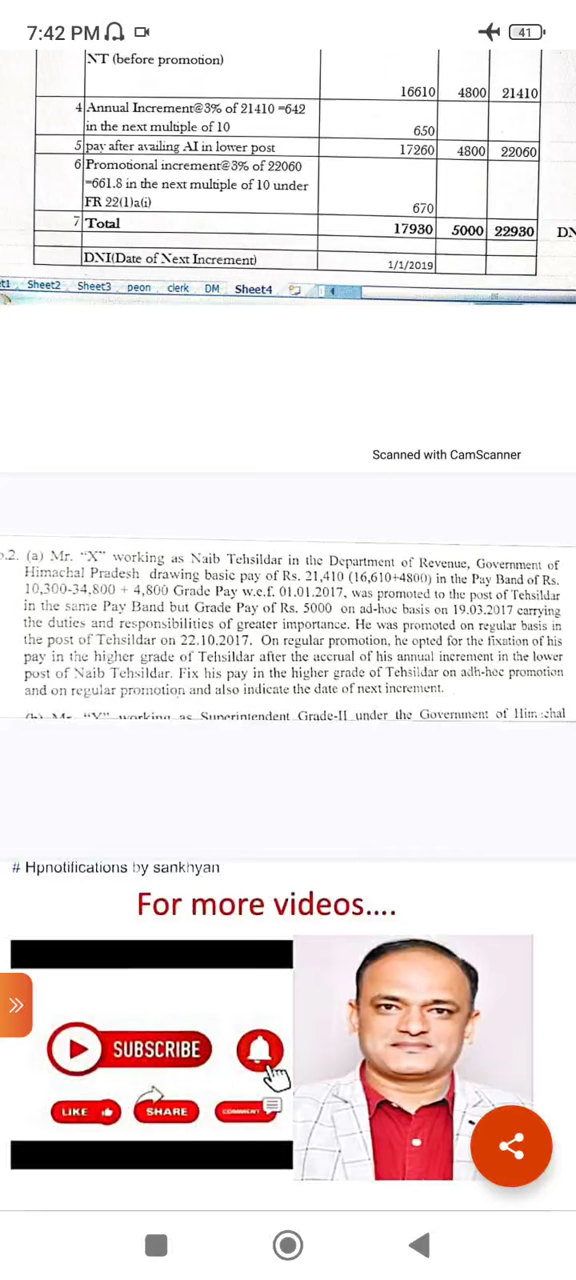 7:42 PM
41
NT (before promotion)
16610 4800 21410
4 Annual Increment@3% of 21410 =642
in the next multiple of 10
650
5 pay after availing AI in lower post 17260 4800 22060
6 Promotional increment@3% of 22060
=661.8 in the next multiple of 10 under
FR 22(1)a(i)
670
7 Total 17930 5000 22930
DNI(Date of Next Increment) 1/1/2019
Sheet2 Sheet3 peon clerk DM Sheet4
Scanned with CamScanner
.2. (a) Mr. "X" working as Naib Tehsildar in the Department of Revenue, Government of
Himachal Pradesh drawing basic pay of Rs. 21,410 (16,610+4800) in the Pay Band of Rs.
10,300-34,800 + 4,800 Grade Pay w.e.f. 01.01.2017, was promoted to the post of Tehsildar
in the same Pay Band but Grade Pay of Rs. 5000 on ad-hoc basis on 19.03.2017 carrying
the duties and responsibilities of greater importance. He was promoted on regular basis in
the post of Tehsildar on 22.10.2017. On regular promotion, he opted for the fixation of his
pay in the higher grade of Tehsildar after the accrual of his annual increment in the lower
post of Naib Tehsildar. Fix his pay in the higher grade of Tehsildar on adh-hoc promotion
and on regular promotion and also indicate the date of next increment.
(b) Mr. "Y" working as Superintendent Grade-II under the Government of Himachal
# Hpnotifications by sankhyan
For more videos....
SUBSCRIBE
LIKE
SHARE
COMMENT